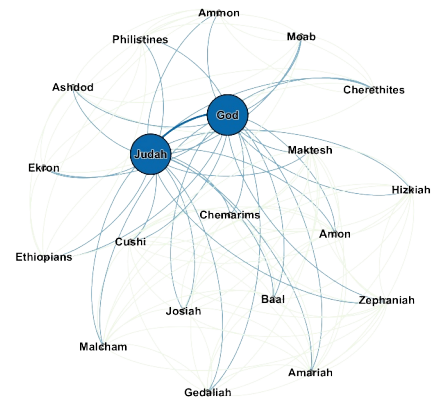 Ammon
Moab
Philistines
Cherethites
Ashdod
God
Judah
Maktesh
Ekron
Hizkiah
Chemarims
Amon
Cushi
Ethiopians
Zephaniah
Baal
Josiah
Malcham
Amariah
Gedaliah